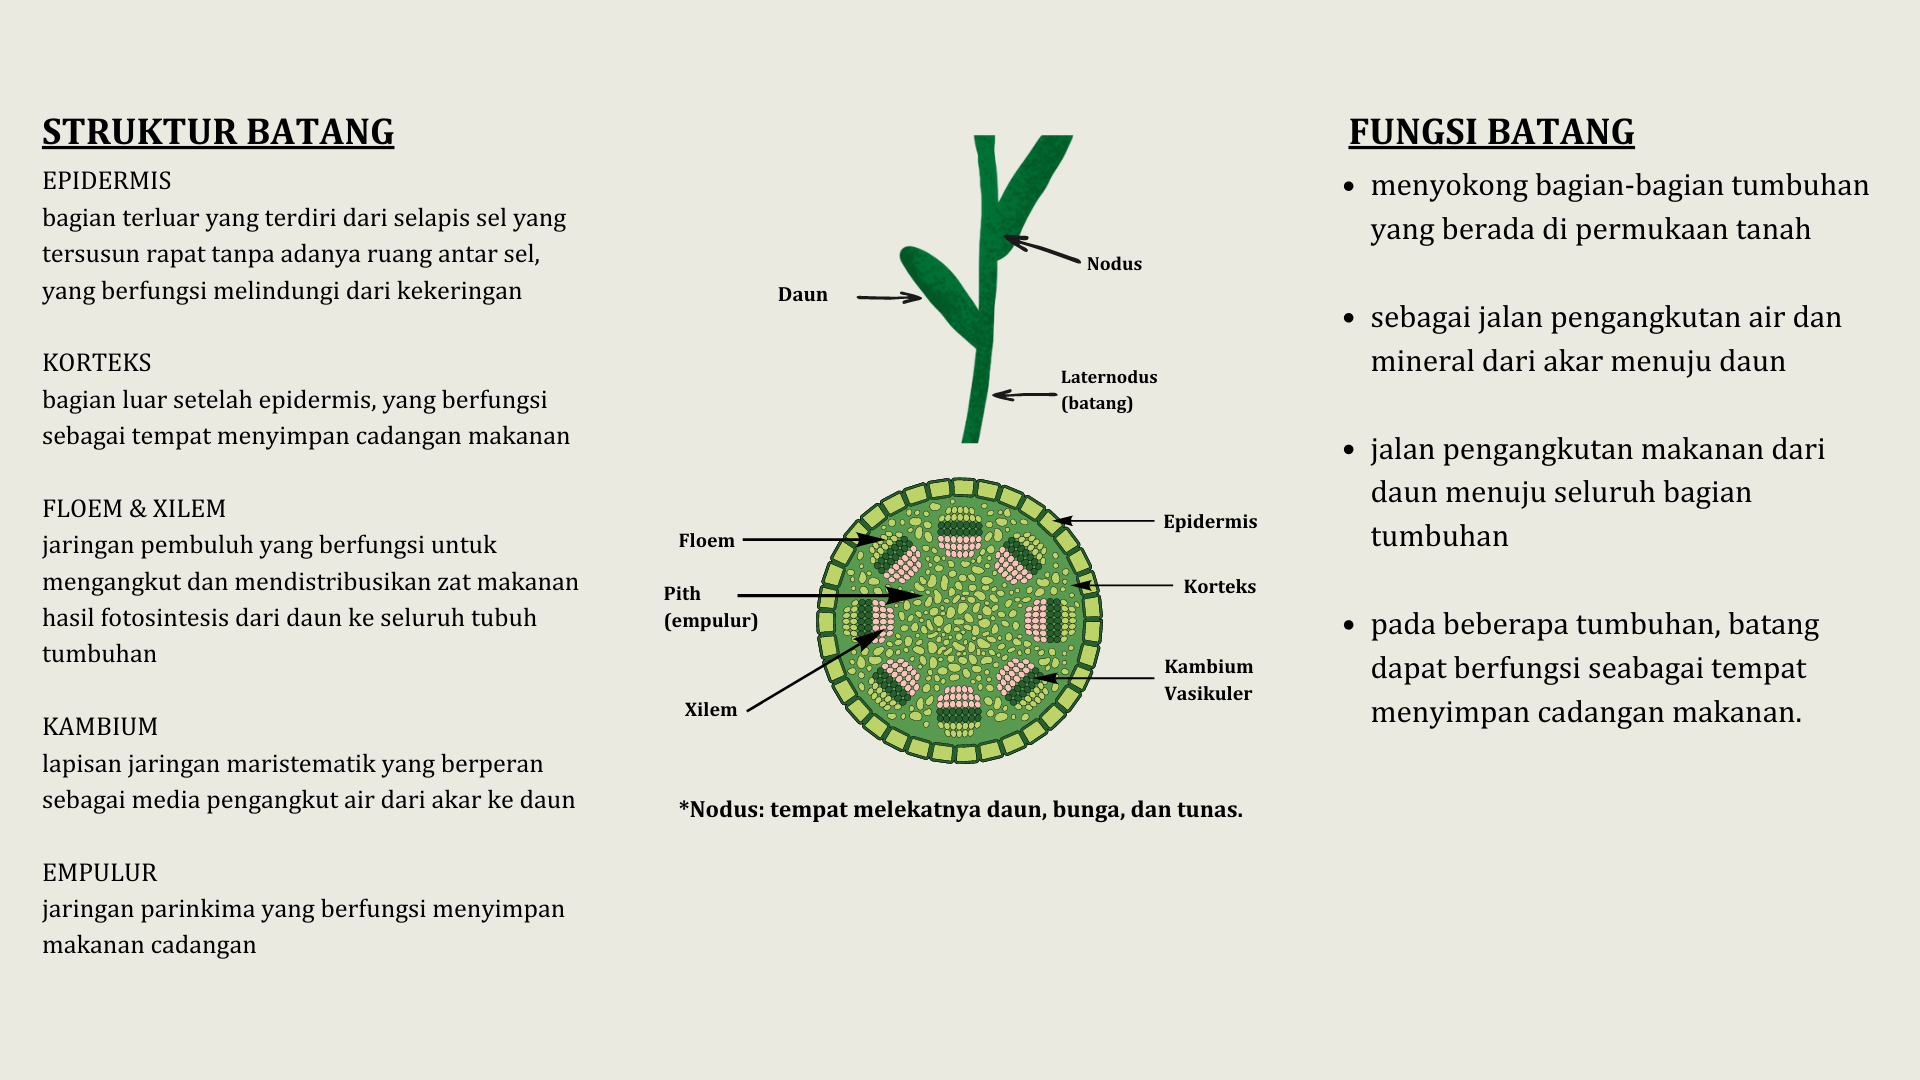 STRUKTUR BATANG
EPIDERMIS
bagian terluar yang terdiri dari selapis sel yang
tersusun rapat tanpa adanya ruang antar sel,
yang berfungsi melindungi dari kekeringan
KORTEKS
bagian luar setelah epidermis, yang berfungsi
sebagai tempat menyimpan cadangan makanan
FLOEM & XILEM
jaringan pembuluh yang berfungsi untuk
mengangkut dan mendistribusikan zat makanan
hasil fotosintesis dari daun ke seluruh tubuh
tumbuhan
KAMBIUM
lapisan jaringan maristematik yang berperan
sebagai media pengangkut air dari akar ke daun
EMPULUR
jaringan parinkima yang berfungsi menyimpan
makanan cadangan
Nodus
Daun
Laternodus
(batang)
Floem
Pith
(empulur)
Xilem
Epidermis
Korteks
Kambium
Vasikuler
*Nodus: tempat melekatnya daun, bunga, dan tunas.
FUNGSI BATANG
• menyokong bagian-bagian tumbuhan
yang berada di permukaan tanah
• sebagai jalan pengangkutan air dan
mineral dari akar menuju daun
• jalan pengangkutan makanan dari
daun menuju seluruh bagian
tumbuhan
• pada beberapa tumbuhan, batang
dapat berfungsi seabagai tempat
menyimpan cadangan makanan.